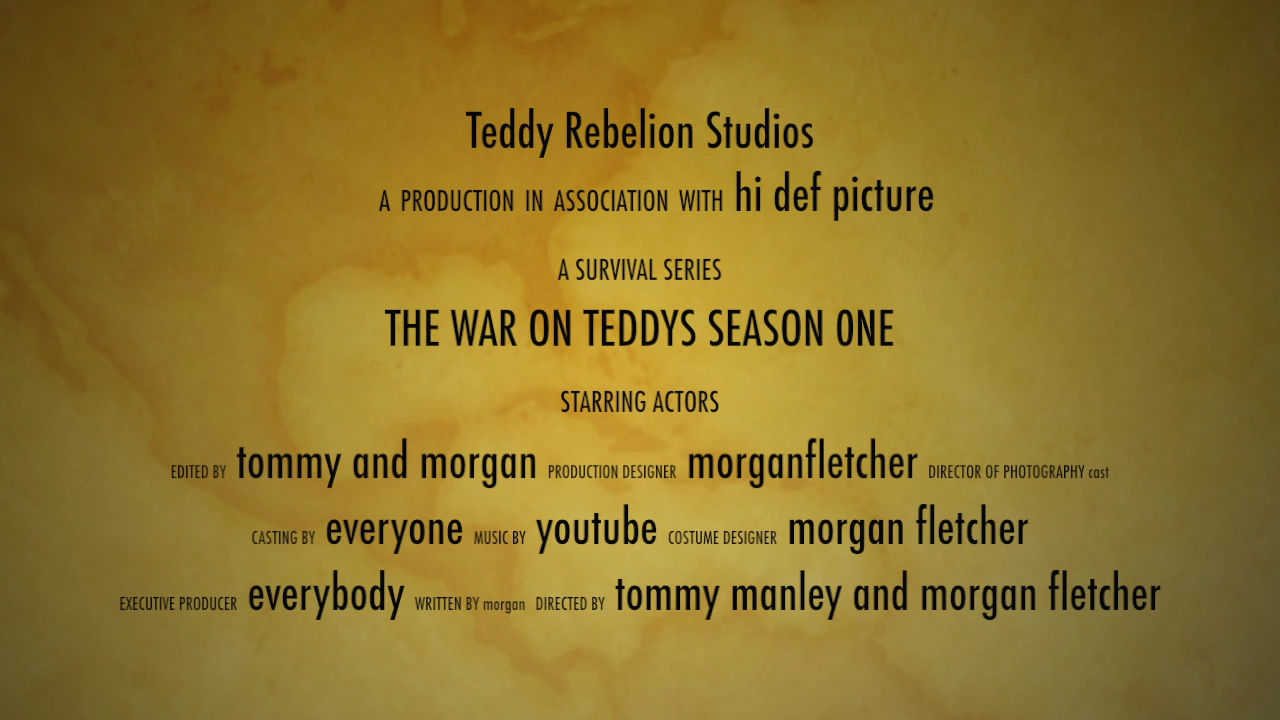 Teddy Rebelion Studios
A PRODUCTION IN ASSOCIATION WITH hi def picture
A SURVIVAL SERIES
THE WAR ON TEDDYS SEASON ONE
STARRING ACTORS
EDITED BY tommy and morgan PRODUCTION DESIGNER morganfletcher DIRECTOR OF PHOTOGRAPHY cast
CASTING BY everyone MUSIC BY youtube COSTUME DESIGNER morgan fletcher
EXECUTIVE PRODUCER everybody WRITTEN BY morgan DIRECTED BY tommy manley and morgan fletcher